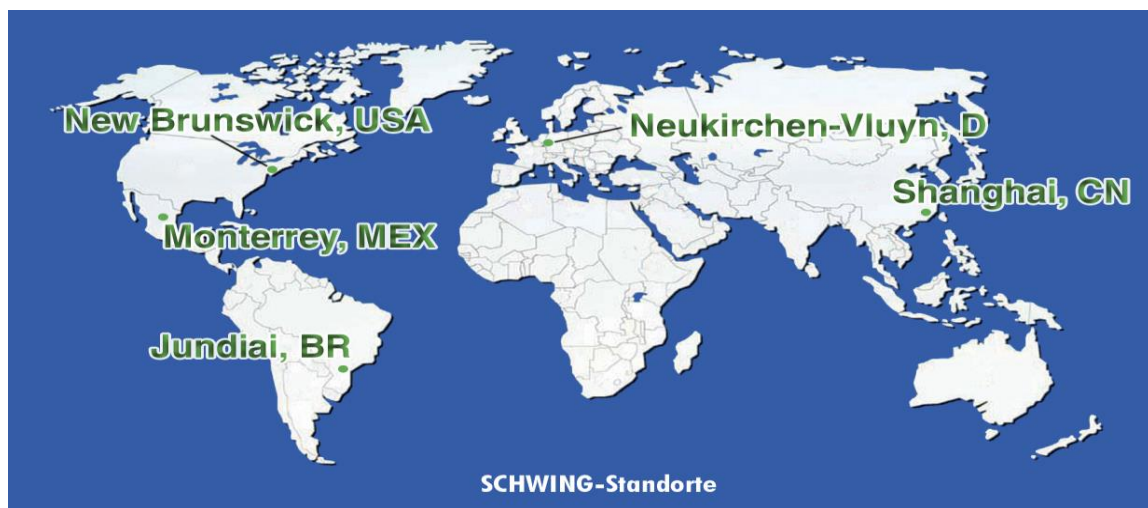 New Brunswick, USA
Neukirchen-Vluyn, D
Shanghai, CN
Monterrey, MEX
Jundiai, BR
SCHWING-Standorte